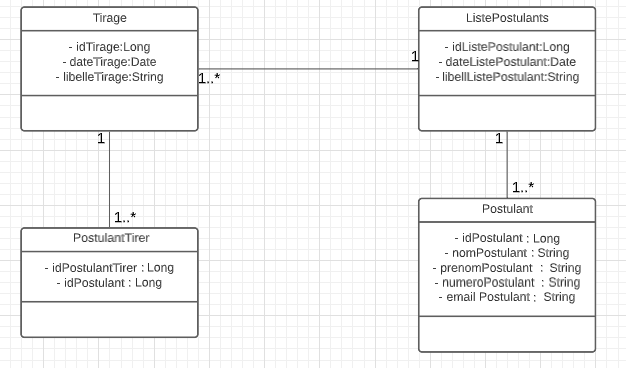 Tirage
- idTirage:Long
- dateTirage:Date
- libelleTirage:String
1..*
1
ListePostulants
- idListePostulant:Long
- dateListePostulant:Date
- libellListePostulant:String
1
1..*
PostulantTirer
- idPostulantTirer : Long
- idPostulant : Long
1
1..*
Postulant
- idPostulant : Long
- nomPostulant : String
- prenomPostulant : String
- numeroPostulant : String
- email Postulant : String